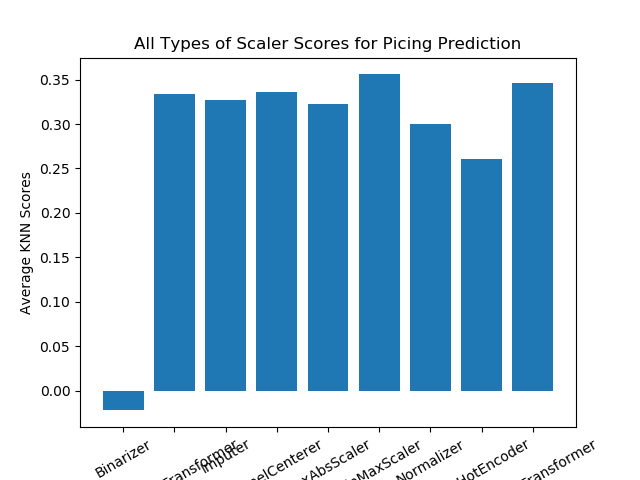 All Types of Scaler Scores for Picing Prediction
0.35
0.30
0.25
0.20
0.15
0.10
0.05
0.00
Average KNN Scores
Binarizer
Transformer
Imputer
elCenterer
xAbsScaler
MaxScaler
Normalizer
HotEncoder
Transformer